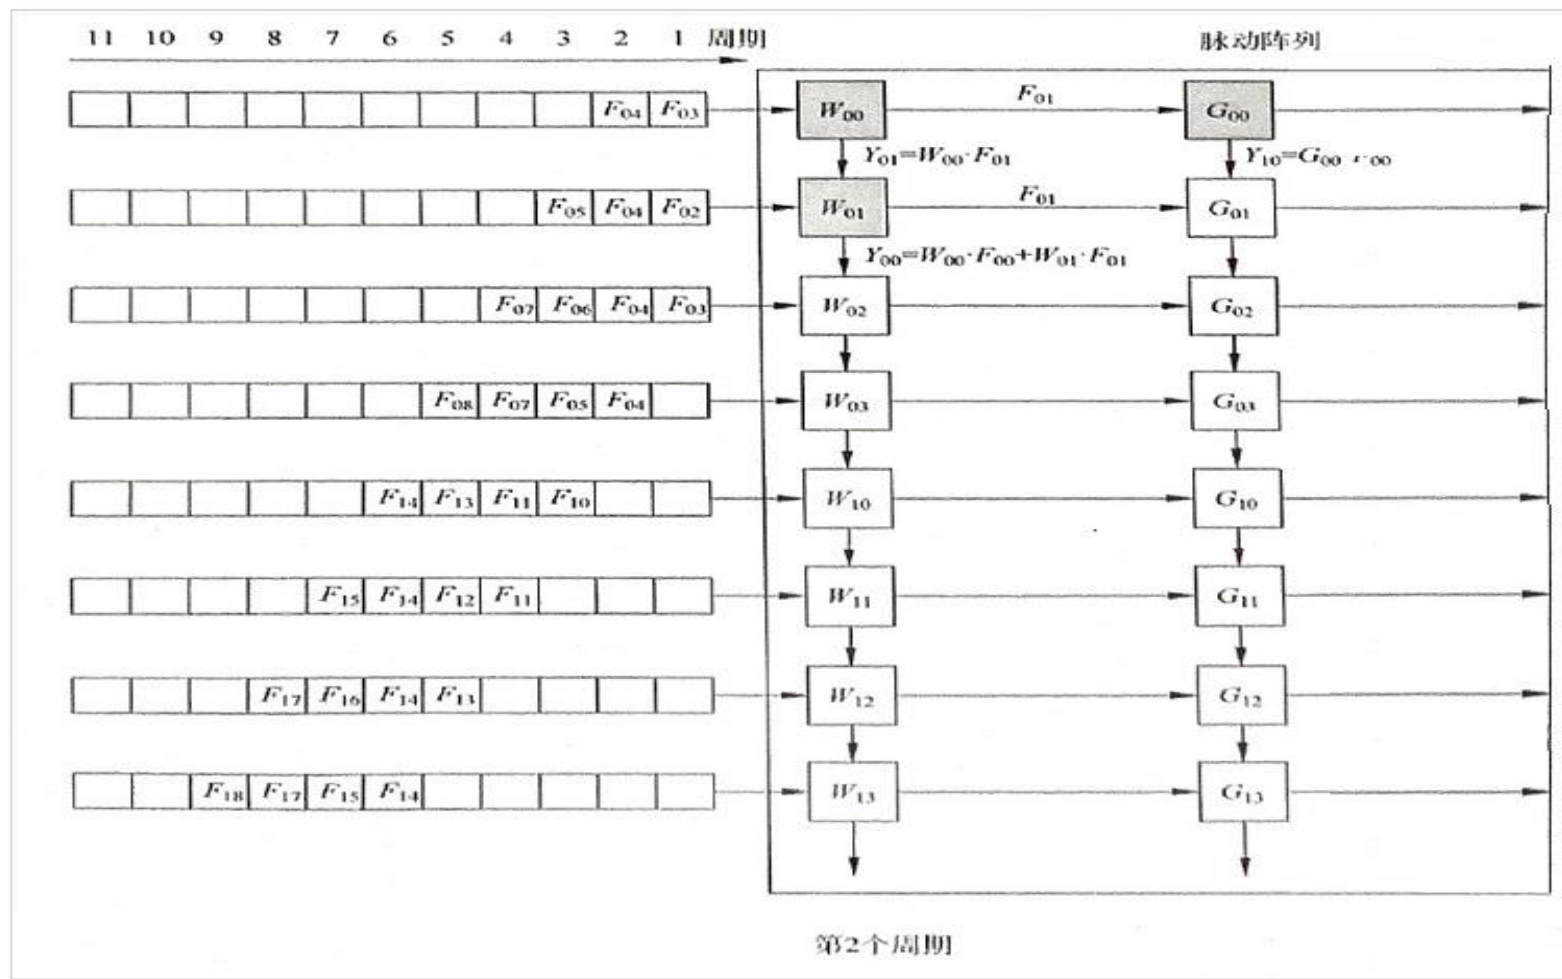 11 10 9 8 7 6 5 4 3 2 1 周期 脉动阵列
F04 F03 W00 F01 G00
Y01=W00·F01 Y10=G00
F05 F04 F02 W01 F01 G01
Y00=W00·F00+W01·F01
F07 F06 F04 F03 W02 G02
F08 F07 F05 F04 W03 G03
F14 F13 F11 F10 W10 G10
F15 F14 F12 F11 W11 G11
F17 F16 F14 F13 W12 G12
F18 F17 F15 F14 W13 G13
第2个周期